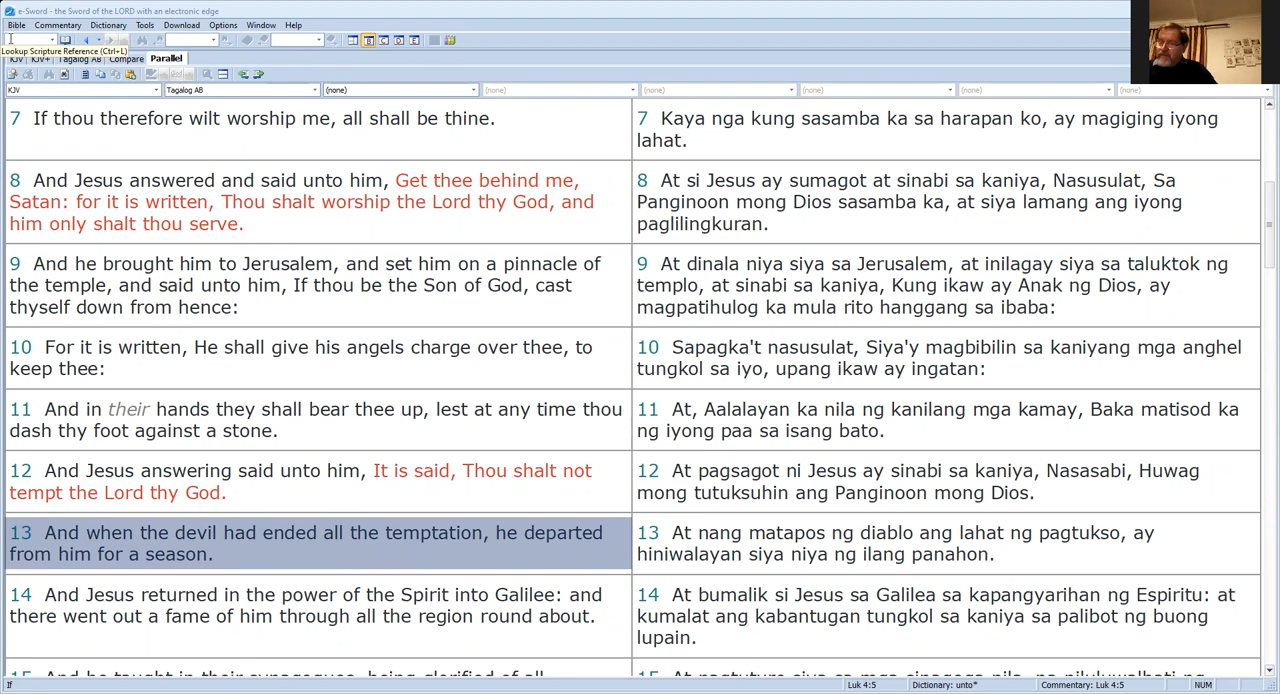 e-Sword - the Sword of the LORD with an electronic edge
Bible Commentary Dictionary Tools Download Options Window Help
Lookup Scripture Reference (Ctrl+L)
KJV KJV+ Tagalog AB Compare Parallel
KJV Tagalog AB (none) (none) (none) (none) (none) (none)
7 If thou therefore wilt worship me, all shall be thine.
7 Kaya nga kung sasamba ka sa harapan ko, ay magiging iyong
lahat.
8 And Jesus answered and said unto him, Get thee behind me,
Satan: for it is written, Thou shalt worship the Lord thy God, and
him only shalt thou serve.
8 At si Jesus ay sumagot at sinabi sa kaniya, Nasusulat, Sa
Panginoon mong Dios sasamba ka, at siya lamang ang iyong
paglilingkuran.
9 And he brought him to Jerusalem, and set him on a pinnacle of
the temple, and said unto him, If thou be the Son of God, cast
thyself down from hence:
9 At dinala niya siya sa Jerusalem, at inilagay siya sa taluktok ng
templo, at sinabi sa kaniya, Kung ikaw ay Anak ng Dios, ay
magpatihulog ka mula rito hanggang sa ibaba:
10 For it is written, He shall give his angels charge over thee, to
keep thee:
10 Sapagka't nasusulat, Siya'y magbibilin sa kaniyang mga anghel
tungkol sa iyo, upang ikaw ay ingatan:
11 And in their hands they shall bear thee up, lest at any time thou
dash thy foot against a stone.
11 At, Aalalayan ka nila ng kanilang mga kamay, Baka matisod ka
ng iyong paa sa isang bato.
12 And Jesus answering said unto him, It is said, Thou shalt not
tempt the Lord thy God.
12 At pagsagot ni Jesus ay sinabi sa kaniya, Nasasabi, Huwag
mong tutuksuhin ang Panginoon mong Dios.
13 And when the devil had ended all the temptation, he departed
from him for a season.
13 At nang matapos ng diablo ang lahat ng pagtukso, ay
hiniwalayan siya niya ng ilang panahon.
14 And Jesus returned in the power of the Spirit into Galilee: and
there went out a fame of him through all the region round about.
14 At bumalik si Jesus sa Galilea sa kapangyarihan ng Espiritu: at
kumalat ang kabantugan tungkol sa kaniya sa palibot ng buong
lupain.
15 And he taught in their synagogues, being glorified of all.
If Luk 4:5 Dictionary: unto* Commentary: Luk 4:5 NUM